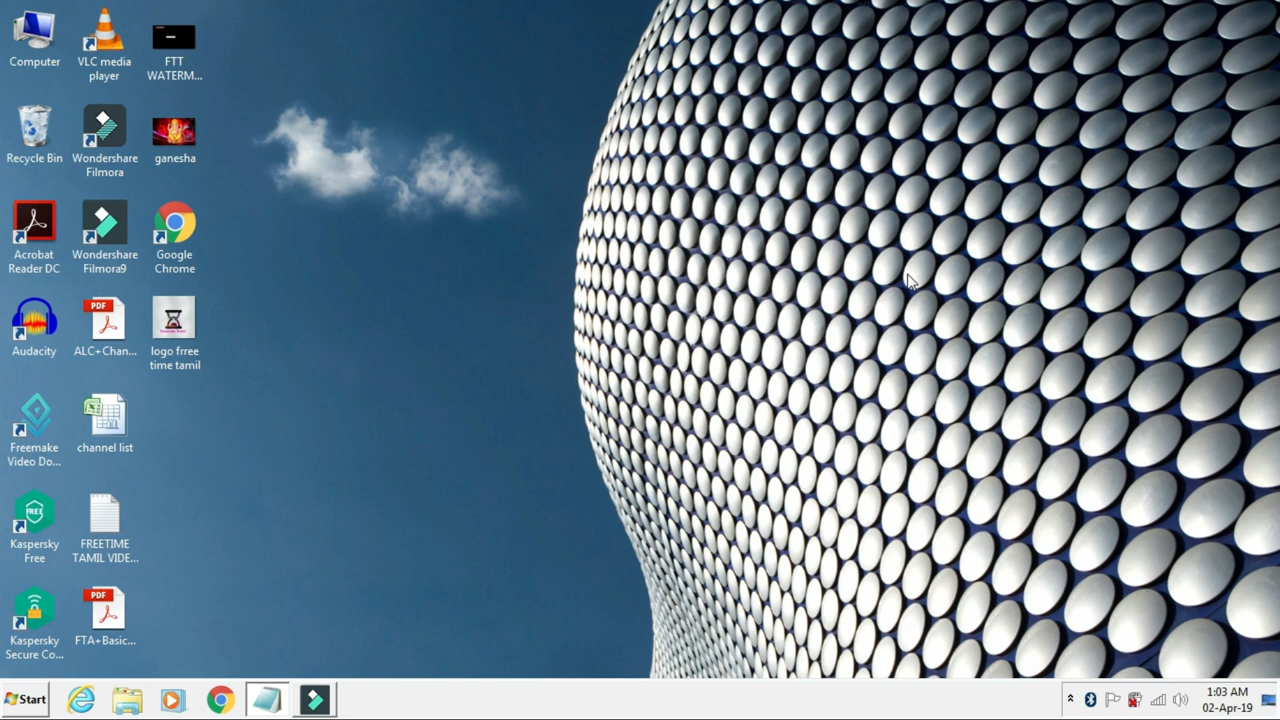 Computer
VLC media
player
FTT
WATERM...
Recycle Bin
Wondershare
Filmora
ganesha
Acrobat
Reader DC
Wondershare
Filmora9
Google
Chrome
Audacity
PDF
ALC+Chan...
logo frree
time tamil
Freemake
Video Do...
channel list
FREE
Kaspersky
Free
FREETIME
TAMIL VIDE...
Kaspersky
Secure Co...
PDF
FTA+Basic...
Start
1:03 AM
02-Apr-19